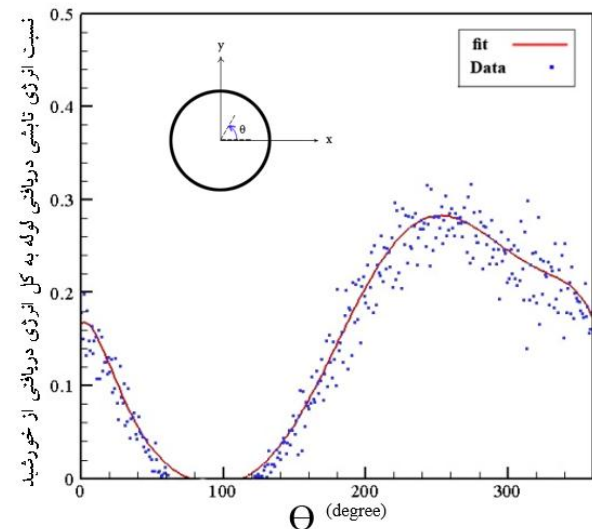 نسبت انرژی تابشی دریافتی لوله به کل انرژی دریافتی از خورشید
0.5
0.4
0.3
0.2
0.1
0
0 100 200 300
Θ (degree)
fit
Data
y
θ
x